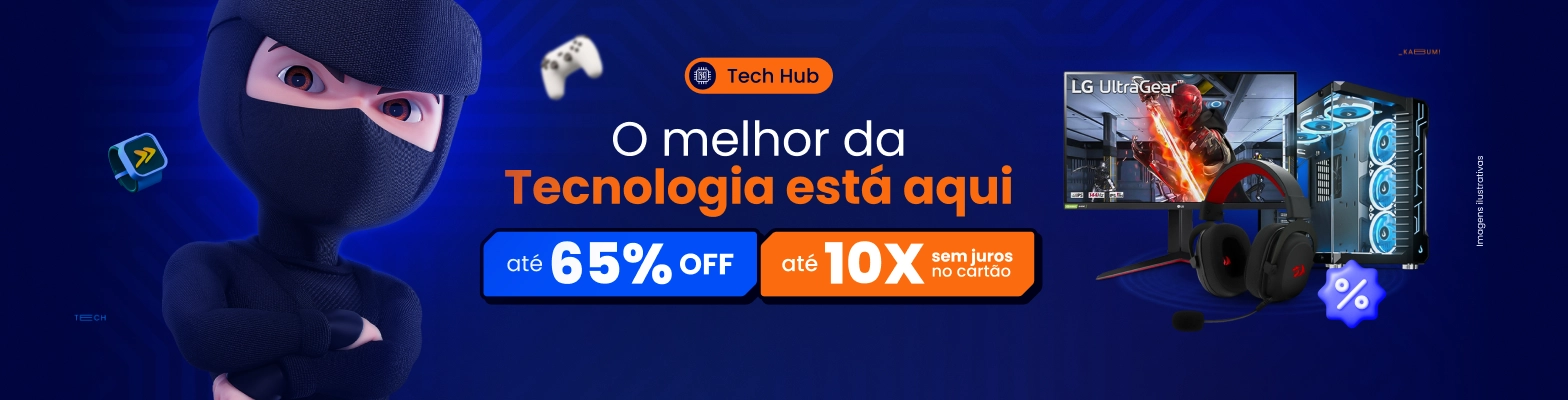 Tech Hub
O melhor da
Tecnologia está aqui
até 65% OFF
até 10X sem juros
no cartão
LG UltraGear
_KABUM!
TECH
Imagens ilustrativas